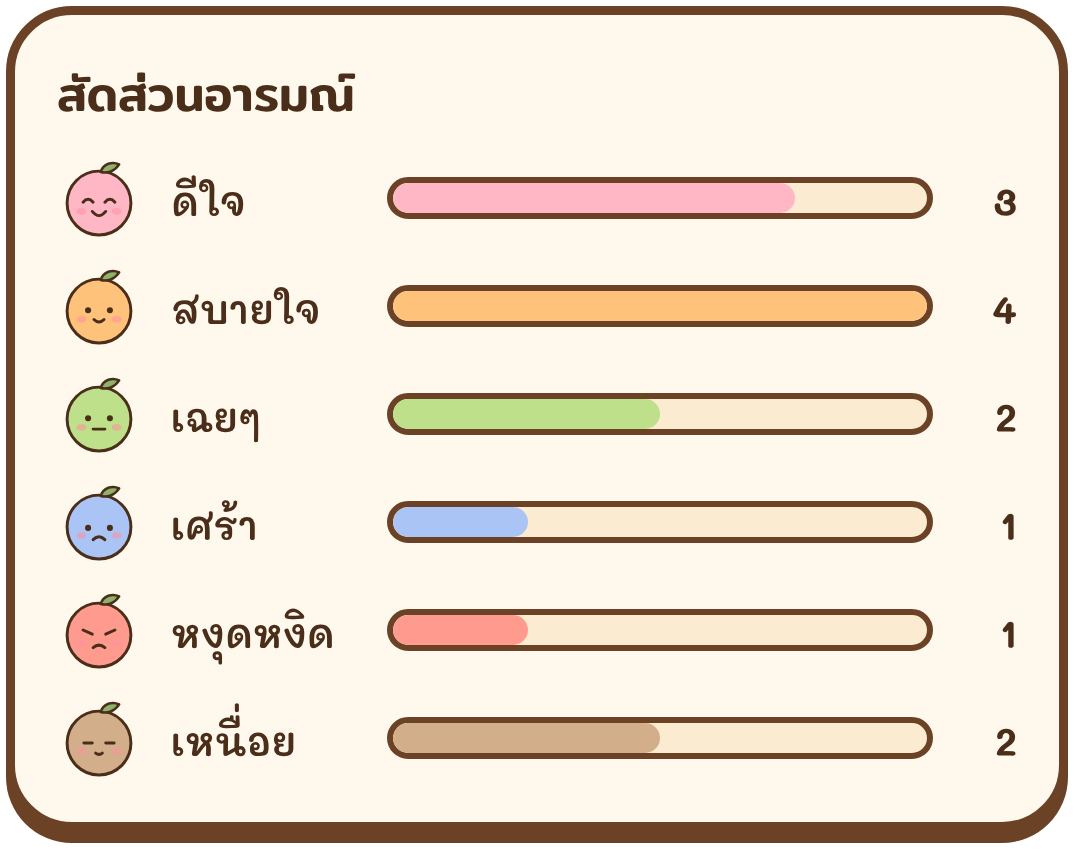 สัดส่วนอารมณ์
ดีใจ 3
สบายใจ 4
เฉยๆ 2
เศร้า 1
หงุดหงิด 1
เหนื่อย 2